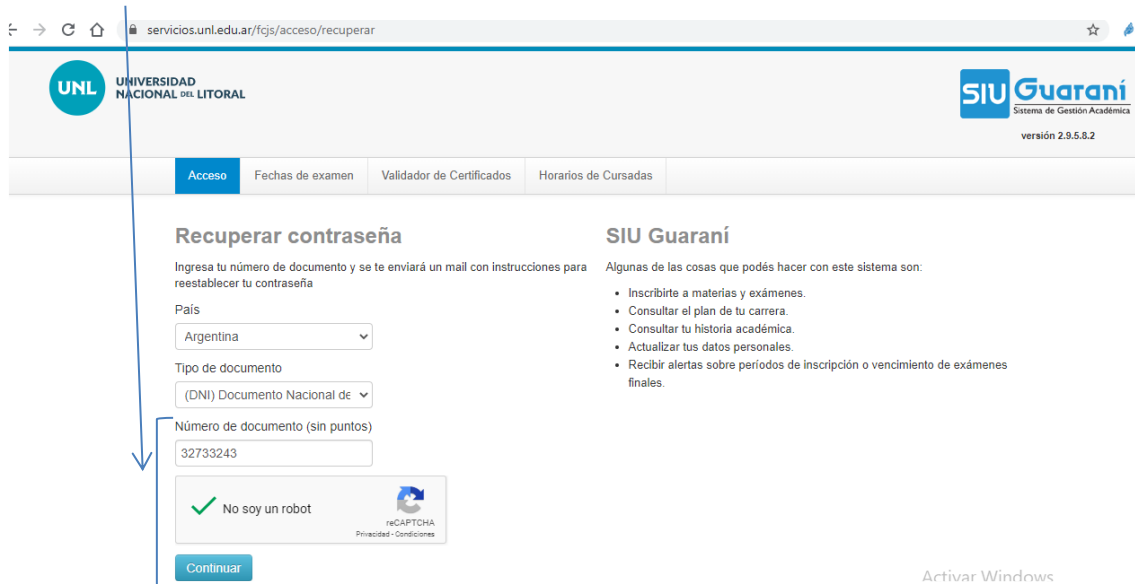 servicios.unl.edu.ar/fcjs/acceso/recuperar
UNL
UNIVERSIDAD
NACIONAL DEL LITORAL
SIU Guaraní
Sistema de Gestión Académica
versión 2.9.5.8.2
Acceso Fechas de examen Validador de Certificados Horarios de Cursadas
Recuperar contraseña
Ingresa tu número de documento y se te enviará un mail con instrucciones para
reestablecer tu contraseña
País
Argentina
Tipo de documento
(DNI) Documento Nacional de
Número de documento (sin puntos)
32733243
No soy un robot
reCAPTCHA
Privacidad - Condiciones
Continuar
SIU Guaraní
Algunas de las cosas que podés hacer con este sistema son:
• Inscribirte a materias y exámenes.
• Consultar el plan de tu carrera.
• Consultar tu historia académica.
• Actualizar tus datos personales.
• Recibir alertas sobre períodos de inscripción o vencimiento de exámenes
finales.
Activar Windows